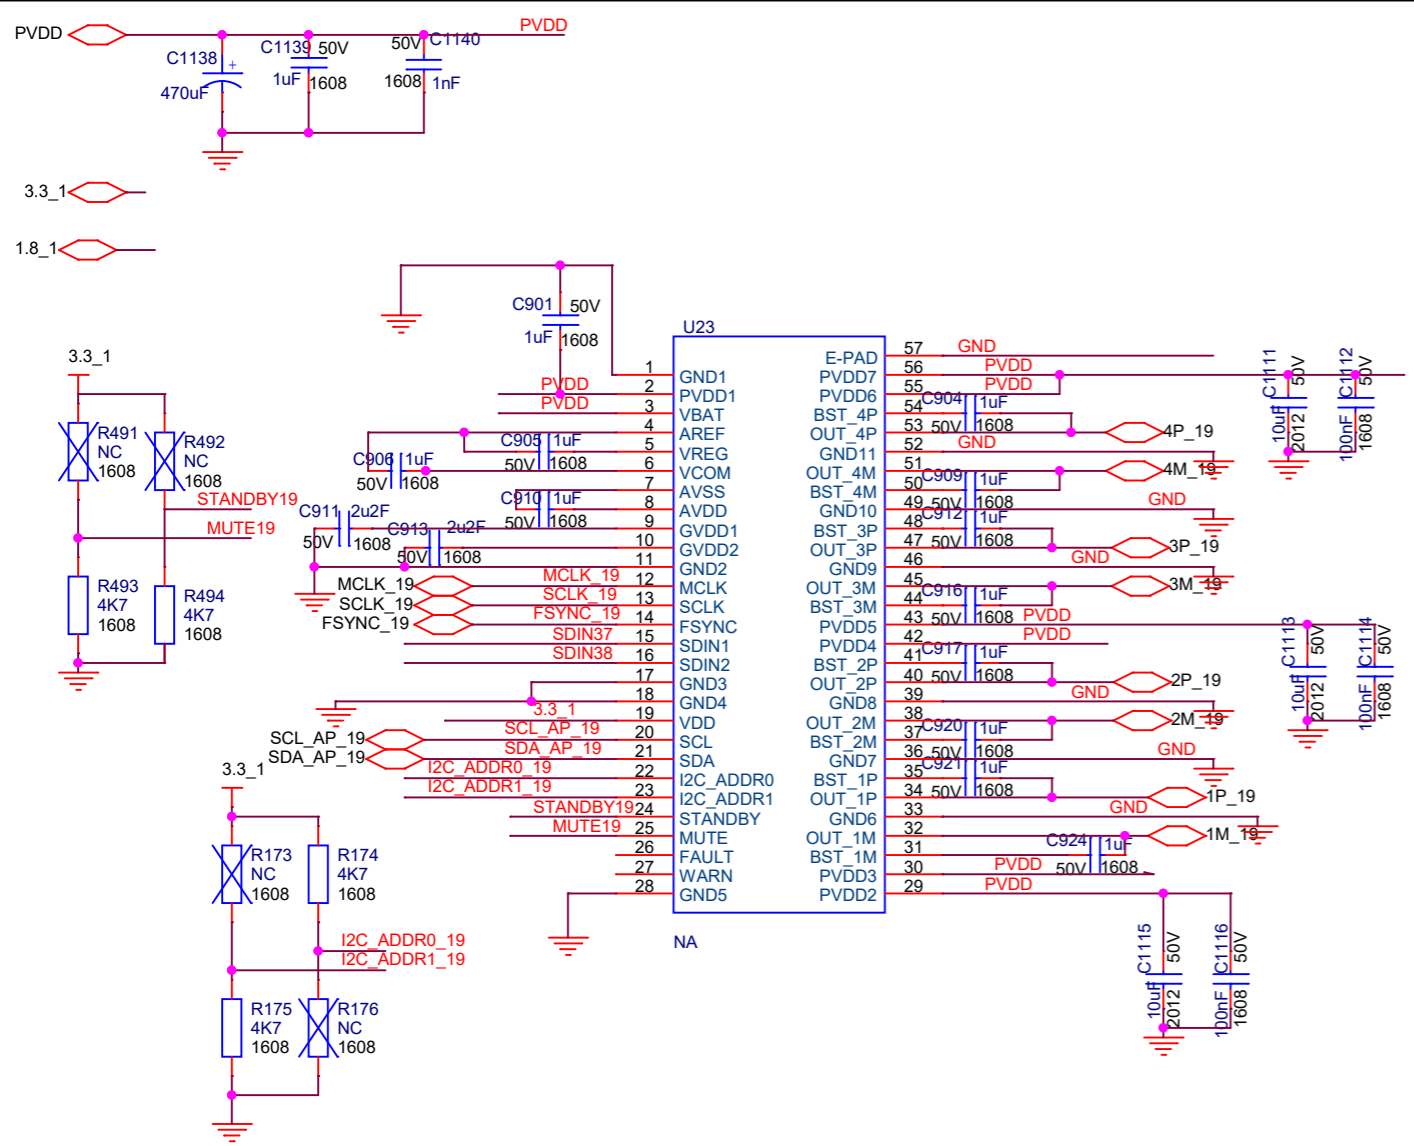 PVDD
PVDD
C1138
470uF
+
C1139
50V
1uF
1608
50V
C1140
1608
1nF
3.3_1
1.8_1
C901
50V
1uF
1608
U23
3.3_1
R491
NC
1608
R492
NC
1608
STANDBY19
MUTE19
R493
4K7
1608
R494
4K7
1608
PVDD
PVDD
C905
1uF
50V
1608
C906
1uF
50V
1608
C910
1uF
50V
1608
C911
2u2F
50V
1608
C913
2u2F
50V
1608
MCLK_19
MCLK_19
SCLK_19
SCLK_19
FSYNC_19
FSYNC_19
SDIN37
SDIN38
3.3_1
SCL_AP_19
SCL_AP_19
SDA_AP_19
SDA_AP_19
I2C_ADDR0_19
I2C_ADDR1_19
STANDBY19
MUTE19
1 GND1
2 PVDD1
3 VBAT
4 AREF
5 VREG
6 VCOM
7 AVSS
8 AVDD
9 GVDD1
10 GVDD2
11 GND2
12 MCLK
13 SCLK
14 FSYNC
15 SDIN1
16 SDIN2
17 GND3
18 GND4
19 VDD
20 SCL
21 SDA
22 I2C_ADDR0
23 I2C_ADDR1
24 STANDBY
25 MUTE
26 FAULT
27 WARN
28 GND5
E-PAD 57 GND
PVDD7 56 PVDD
PVDD6 55 PVDD
BST_4P 54
OUT_4P 53
GND11 52 GND
OUT_4M 51
BST_4M 50
GND10 49 GND
BST_3P 48
OUT_3P 47
GND9 46 GND
OUT_3M 45
BST_3M 44
PVDD5 43 PVDD
PVDD4 42 PVDD
BST_2P 41
OUT_2P 40
GND8 39 GND
OUT_2M 38
BST_2M 37
GND7 36 GND
BST_1P 35
OUT_1P 34
GND6 33 GND
OUT_1M 32
BST_1M 31
PVDD3 30 PVDD
PVDD2 29 PVDD
NA
C904
1uF
50V
1608
4P_19
C909
1uF
50V
1608
4M_19
C912
1uF
50V
1608
3P_19
C916
1uF
50V
1608
3M_19
C917
1uF
50V
1608
2P_19
C920
1uF
50V
1608
2M_19
C921
1uF
50V
1608
1P_19
C924
1uF
50V
1608
1M_19
C1111
50V
10uF
2012
C1112
50V
100nF
1608
C1113
50V
10uF
2012
C1114
50V
100nF
1608
C1115
50V
10uF
2012
C1116
50V
100nF
1608
3.3_1
R173
NC
1608
R174
4K7
1608
I2C_ADDR0_19
I2C_ADDR1_19
R175
4K7
1608
R176
NC
1608